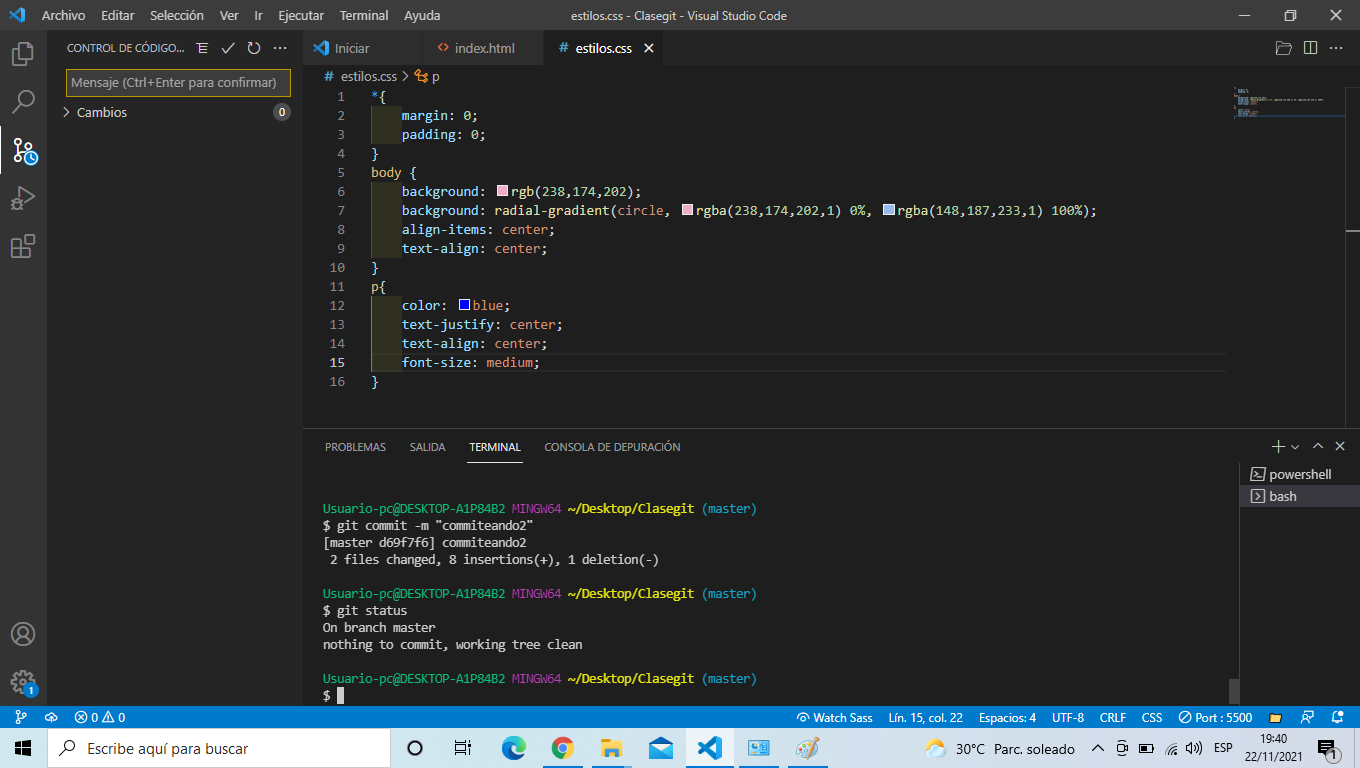 Archivo Editar Selección Ver Ir Ejecutar Terminal Ayuda estilos.css - Clasegit - Visual Studio Code
CONTROL DE CÓDIGO...
Mensaje (Ctrl+Enter para confirmar)
Cambios 0
Iniciar index.html # estilos.css
# estilos.css > p
1 *{
2 margin: 0;
3 padding: 0;
4 }
5 body {
6 background: rgb(238,174,202);
7 background: radial-gradient(circle, rgba(238,174,202,1) 0%, rgba(148,187,233,1) 100%);
8 align-items: center;
9 text-align: center;
10 }
11 p{
12 color: blue;
13 text-justify: center;
14 text-align: center;
15 font-size: medium;
16 }
PROBLEMAS SALIDA TERMINAL CONSOLA DE DEPURACIÓN
powershell
bash
Usuario-pc@DESKTOP-A1P84B2 MINGW64 ~/Desktop/Clasegit (master)
$ git commit -m "commiteando2"
[master d69f7f6] commiteando2
2 files changed, 8 insertions(+), 1 deletion(-)
Usuario-pc@DESKTOP-A1P84B2 MINGW64 ~/Desktop/Clasegit (master)
$ git status
On branch master
nothing to commit, working tree clean
Usuario-pc@DESKTOP-A1P84B2 MINGW64 ~/Desktop/Clasegit (master)
$
1
0 0 Watch Sass Lín. 15, col. 22 Espacios: 4 UTF-8 CRLF CSS Port : 5500
Escribe aquí para buscar 30°C Parc. soleado ESP 19:40
22/11/2021 1